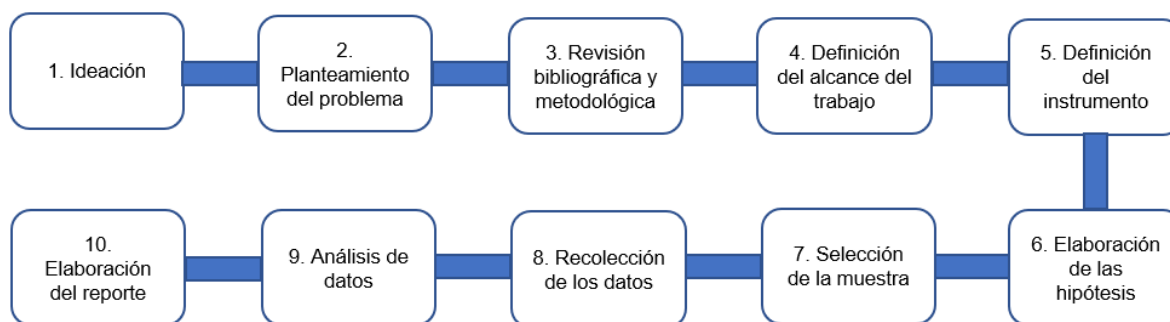 1. Ideación
2.
Planteamiento
del problema
3. Revisión
bibliográfica y
metodológica
4. Definición
del alcance del
trabajo
5. Definición
del
instrumento
6. Elaboración
de las
hipótesis
7. Selección
de la muestra
8. Recolección
de los datos
9. Análisis de
datos
10.
Elaboración
del reporte